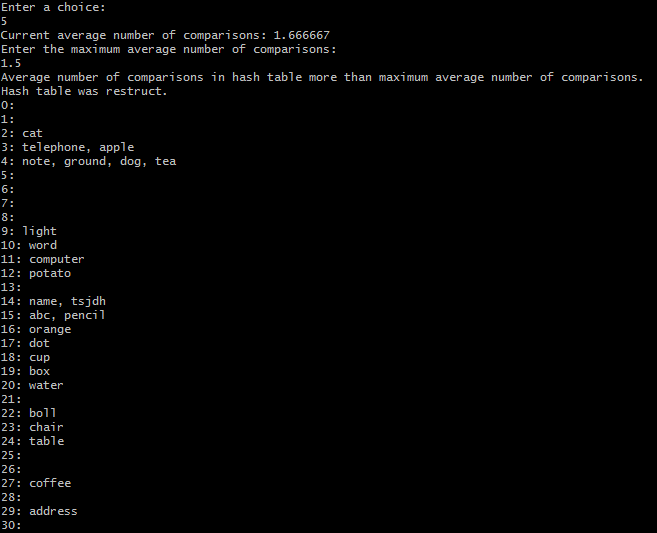 Enter a choice:
5
Current average number of comparisons: 1.666667
Enter the maximum average number of comparisons:
1.5
Average number of comparisons in hash table more than maximum average number of comparisons.
Hash table was restruct.
0:
1:
2: cat
3: telephone, apple
4: note, ground, dog, tea
5:
6:
7:
8:
9: light
10: word
11: computer
12: potato
13:
14: name, tsjdh
15: abc, pencil
16: orange
17: dot
18: cup
19: box
20: water
21:
22: boll
23: chair
24: table
25:
26:
27: coffee
28:
29: address
30: